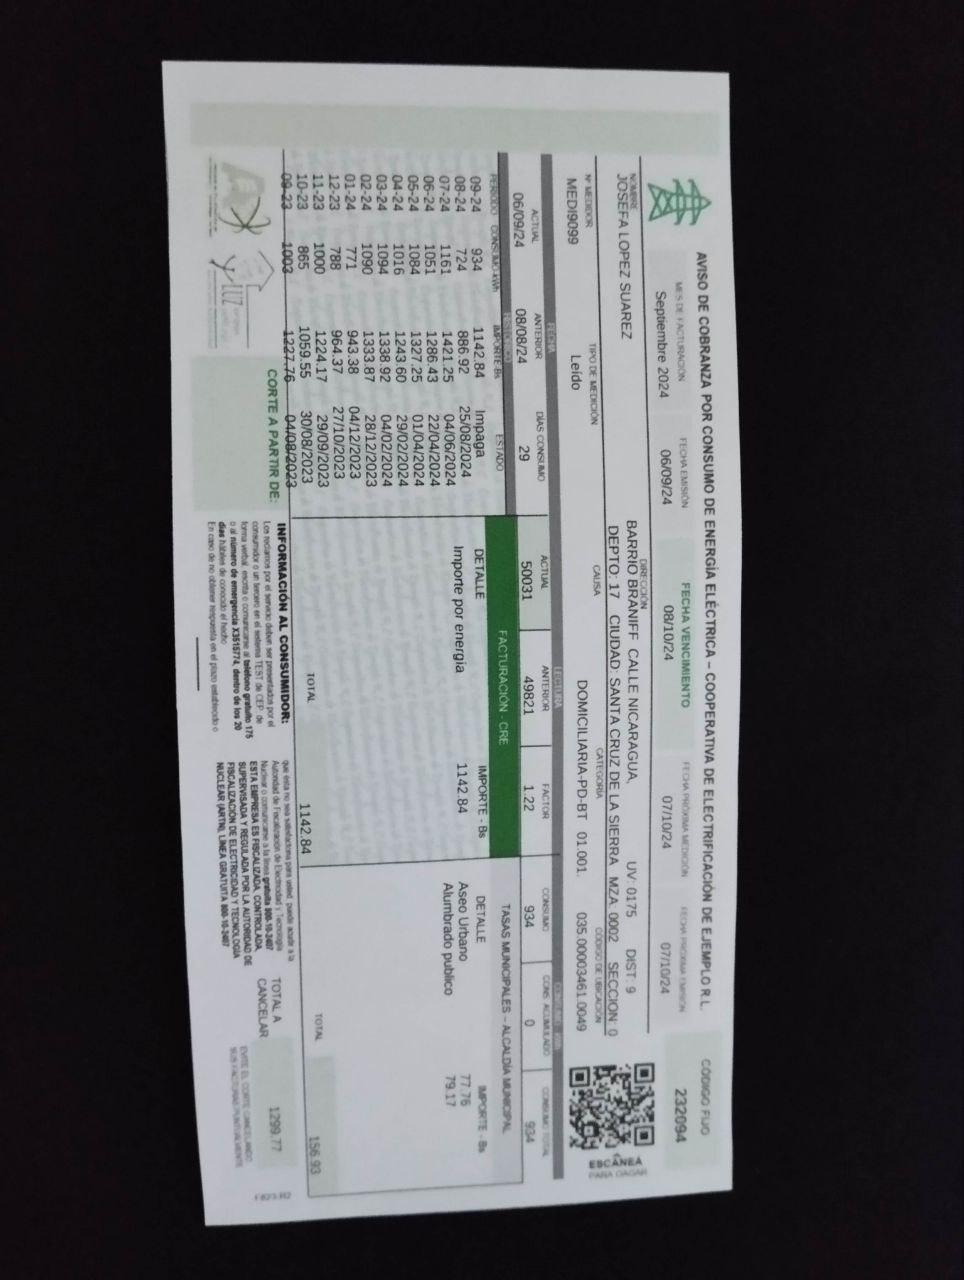 AVISO DE COBRANZA POR CONSUMO DE ENERGÍA ELÉCTRICA – COOPERATIVA DE ELECTRIFICACIÓN DE EJEMPLO R.L.
CÓDIGO FIJO
232094
MES DE FACTURACIÓN FECHA EMISIÓN FECHA VENCIMIENTO FECHA PRÓXIMA MEDICIÓN FECHA PRÓXIMA EMISIÓN
Septiembre 2024 06/09/24 08/10/24 07/10/24 07/10/24
NOMBRE DIRECCIÓN
JOSEFA LOPEZ SUAREZ BARRIO BRANIFF CALLE NICARAGUA, UV: 0175 DIST: 9
DEPTO: 17 CIUDAD: SANTA CRUZ DE LA SIERRA MZA: 0002 SECCION: 0
Nº MEDIDOR TIPO DE MEDICIÓN CAUSA CATEGORÍA CÓDIGO DE UBICACIÓN
MEDI9099 Leído DOMICILIARIA-PD-BT 01.001. 035.00003461.0049
ESCANEA
PARA PAGAR
FECHA LECTURA
ACTUAL ANTERIOR DÍAS CONSUMO ACTUAL ANTERIOR FACTOR CONSUMO CONS. ACUMULADO CONSUMO TOTAL
06/09/24 08/08/24 29 50031 49821 1.22 934 0 934
PERIODO CONSUMO-kWh IMPORTE-Bs ESTADO
09-24 934 1142.84 Impaga
08-24 724 886.92 25/08/2024
07-24 1161 1421.25 04/06/2024
06-24 1051 1286.43 22/04/2024
05-24 1084 1327.25 01/04/2024
04-24 1016 1243.60 29/02/2024
03-24 1094 1338.92 04/02/2024
02-24 1090 1333.87 28/12/2023
01-24 771 943.38 04/12/2023
12-23 788 964.37 27/10/2023
11-23 1000 1224.17 29/09/2023
10-23 865 1059.55 30/08/2023
09-23 1003 1227.76 04/08/2023
FACTURACIÓN - CRE
DETALLE IMPORTE - Bs
Importe por energía 1142.84
TOTAL 1142.84
TASAS MUNICIPALES – ALCALDÍA MUNICIPAL
DETALLE IMPORTE - Bs
Aseo Urbano 77.76
Alumbrado publico 79.17
TOTAL 156.93
LUZ
CORTE A PARTIR DE:
INFORMACIÓN AL CONSUMIDOR:
Los reclamos por el servicio deben ser presentados por el
consumidor o un tercero en el sistema TEST de CEP, de
forma verbal, escrita o comunicarse al teléfono gratuito 175
o al número de emergencia X3515774, dentro de los 20
días hábiles de conocido el hecho
En caso de no obtener respuesta en el plazo establecido o
que ésta no sea satisfactoria para usted, puede acudir a la
Autoridad de Fiscalización de Electricidad y Tecnología
Nuclear o comunicarse a la línea gratuita 800-10-2407
ESTA EMPRESA ES FISCALIZADA, CONTROLADA,
SUPERVISADA Y REGULADA POR LA AUTORIDAD DE
FISCALIZACIÓN DE ELECTRICIDAD Y TECNOLOGÍA
NUCLEAR (AETN), LÍNEA GRATUITA 800-10-2407
TOTAL A
CANCELAR 1299.77
EVITE EL CORTE CANCELANDO
SUS FACTURAS PUNTUALMENTE